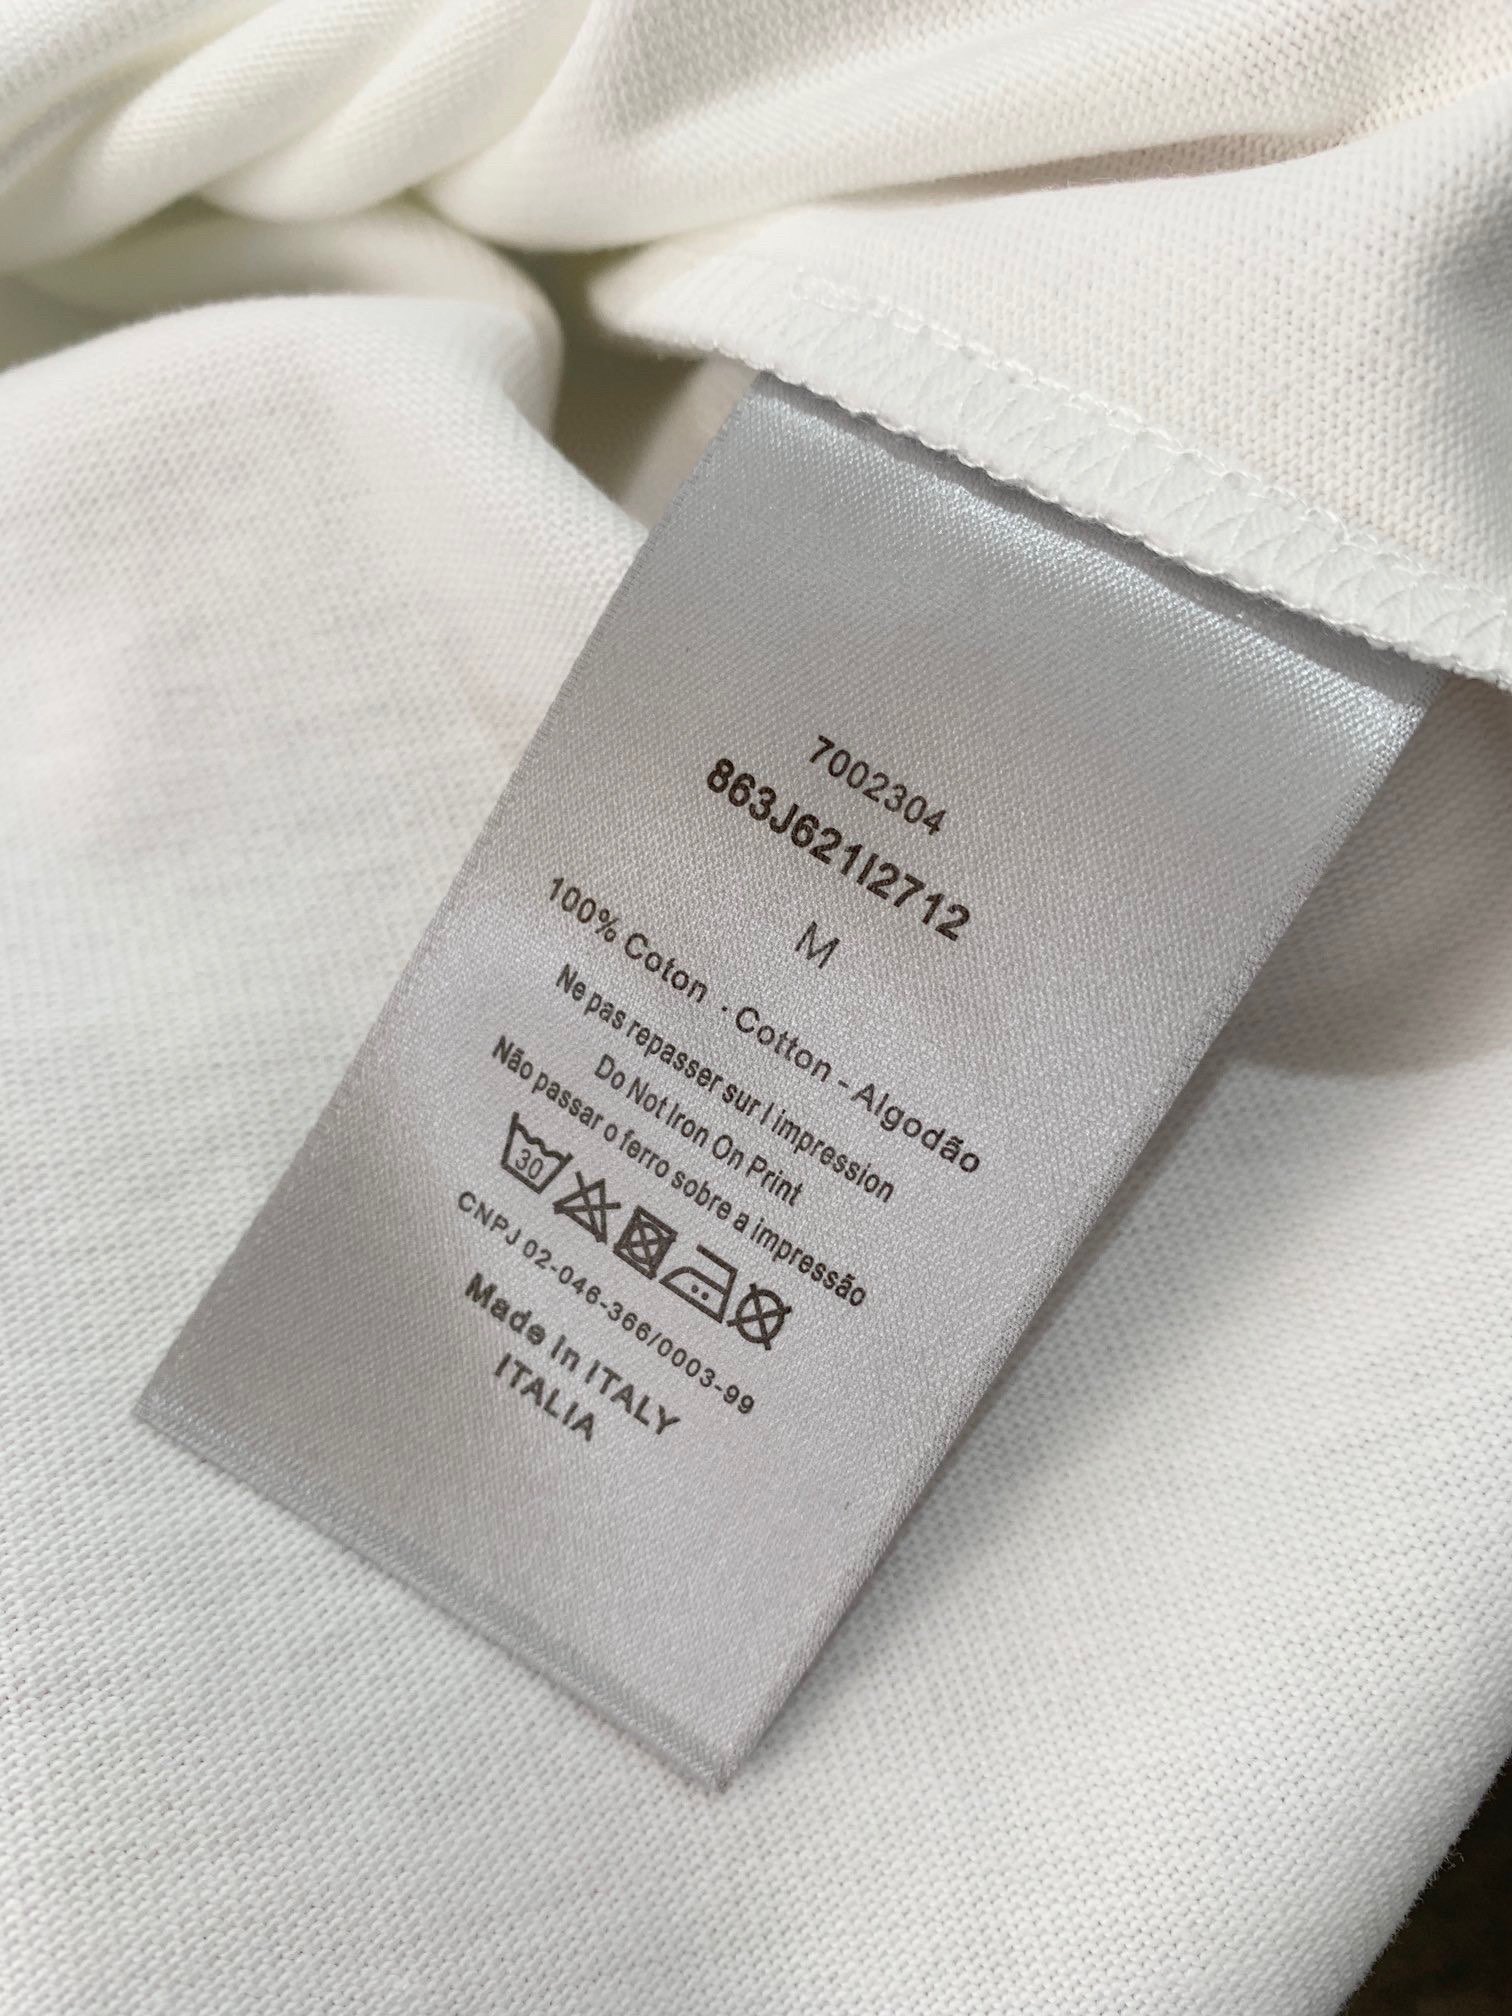 7002304
863J621I2712
M
100% Coton - Cotton - Algodão
Ne pas repasser sur l impression
Do Not Iron On Print
Não passar o ferro sobre a impressão
30
CNPJ 02-046-366/0003-99
Made In ITALY
ITALIA